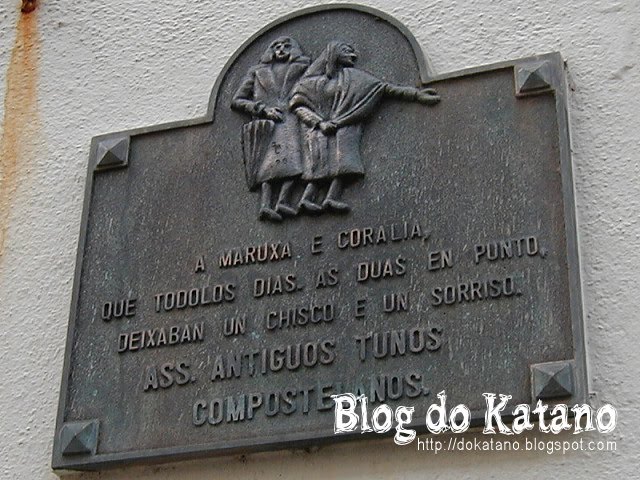 A MARUXA E CORALIA,
QUE TODOLOS DIAS. AS DUAS EN PUNTO,
DEIXABAN UN CHISCO E UN SORRISO.
ASS. ANTIGUOS TUNOS
COMPOSTELANOS.
Blog do Katano
http://dokatano.blogspot.com/